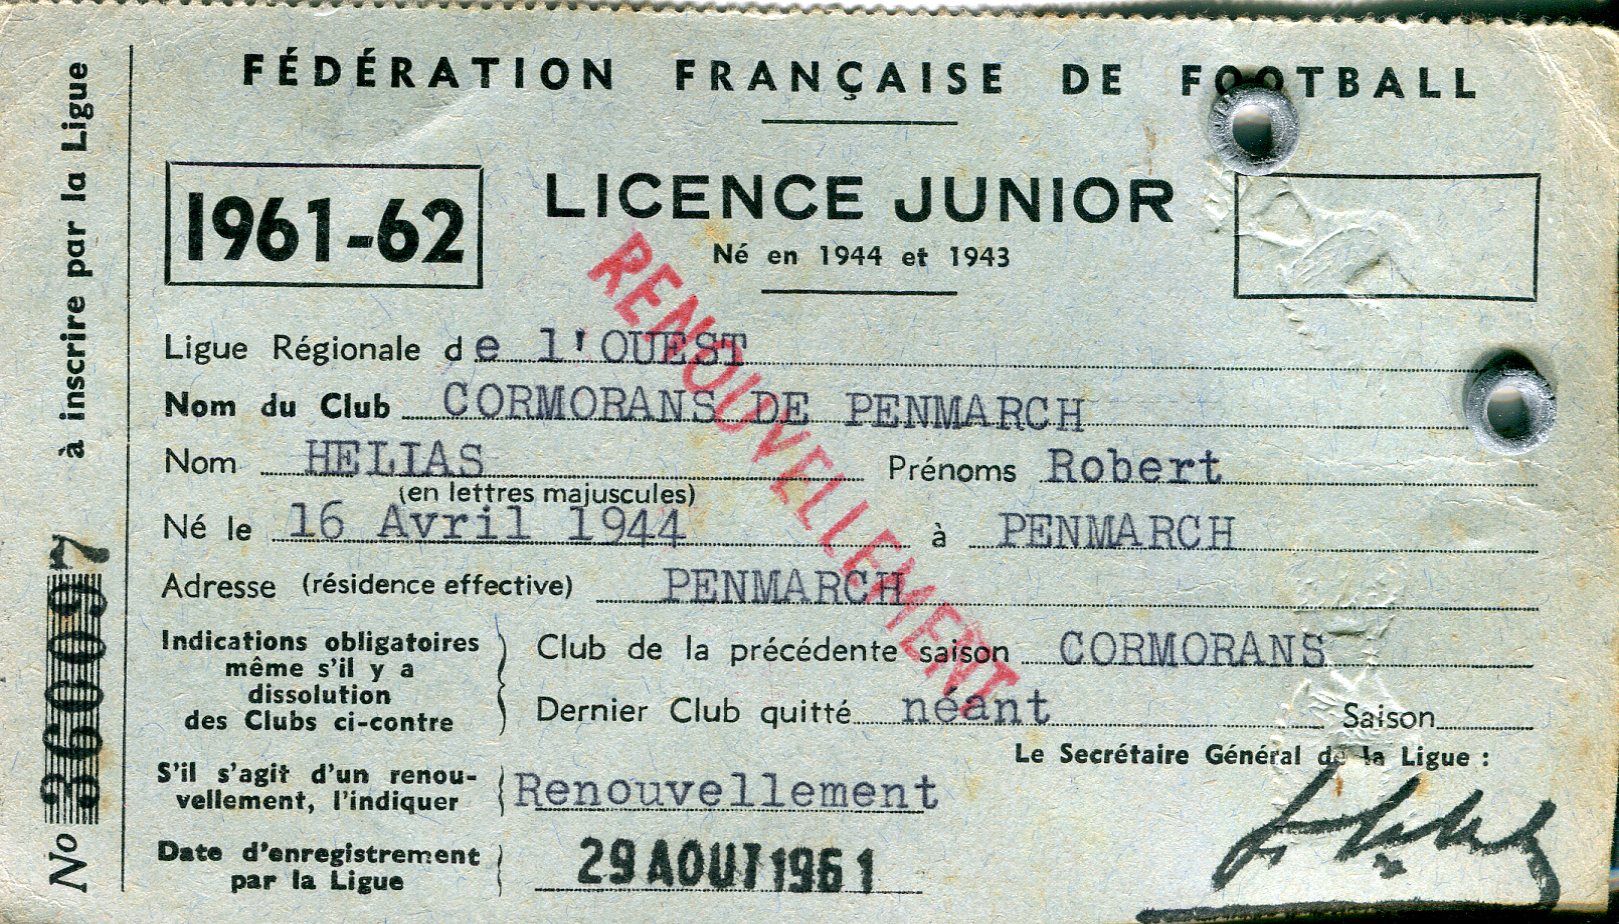 FÉDÉRATION FRANÇAISE DE FOOTBALL
1961-62
LICENCE JUNIOR
Né en 1944 et 1943
RENOUVELLEMENT
Ligue Régionale de l'OUEST
Nom du Club CORMORANS DE PENMARCH
Nom HELIAS Prénoms Robert
(en lettres majuscules)
Né le 16 Avril 1944 à PENMARCH
Adresse (résidence effective) PENMARCH
Indications obligatoires
même s'il y a
dissolution
des Clubs ci-contre
Club de la précédente saison CORMORANS
Dernier Club quitté néant Saison
Le Secrétaire Général de la Ligue :
S'il s'agit d'un renou-
vellement, l'indiquer
Renouvellement
Date d'enregistrement
par la Ligue
29 AOUT 1961
No 366097 à inscrire par la Ligue